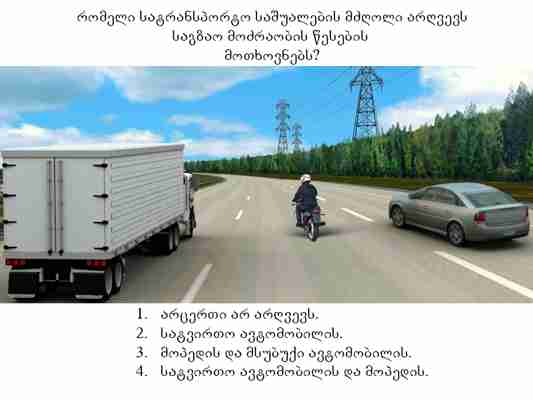 რომელი სატრანსპორტო საშუალების მძღოლი არღვევს
საგზაო მოძრაობის წესების
მოთხოვნებს?
1. არცერთი არ არღვევს.
2. სატვირთო ავტომობილის.
3. მოპედის და მსუბუქი ავტომობილის.
4. სატვირთო ავტომობილის და მოპედის.